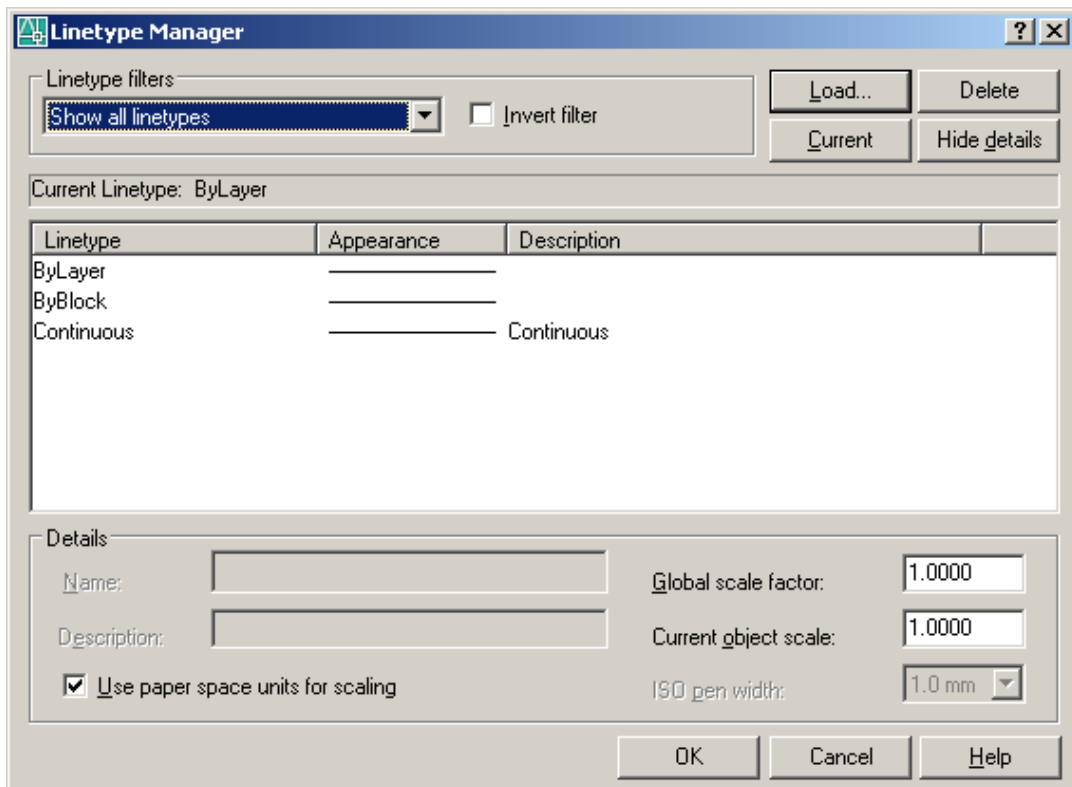 Linetype Manager
Linetype filters
Show all linetypes
Invert filter
Load...
Delete
Current
Hide details
Current Linetype: ByLayer
Linetype Appearance Description
ByLayer
ByBlock
Continuous Continuous
Details
Name:
Global scale factor: 1.0000
Description:
Current object scale: 1.0000
Use paper space units for scaling
ISO pen width: 1.0 mm
OK Cancel Help